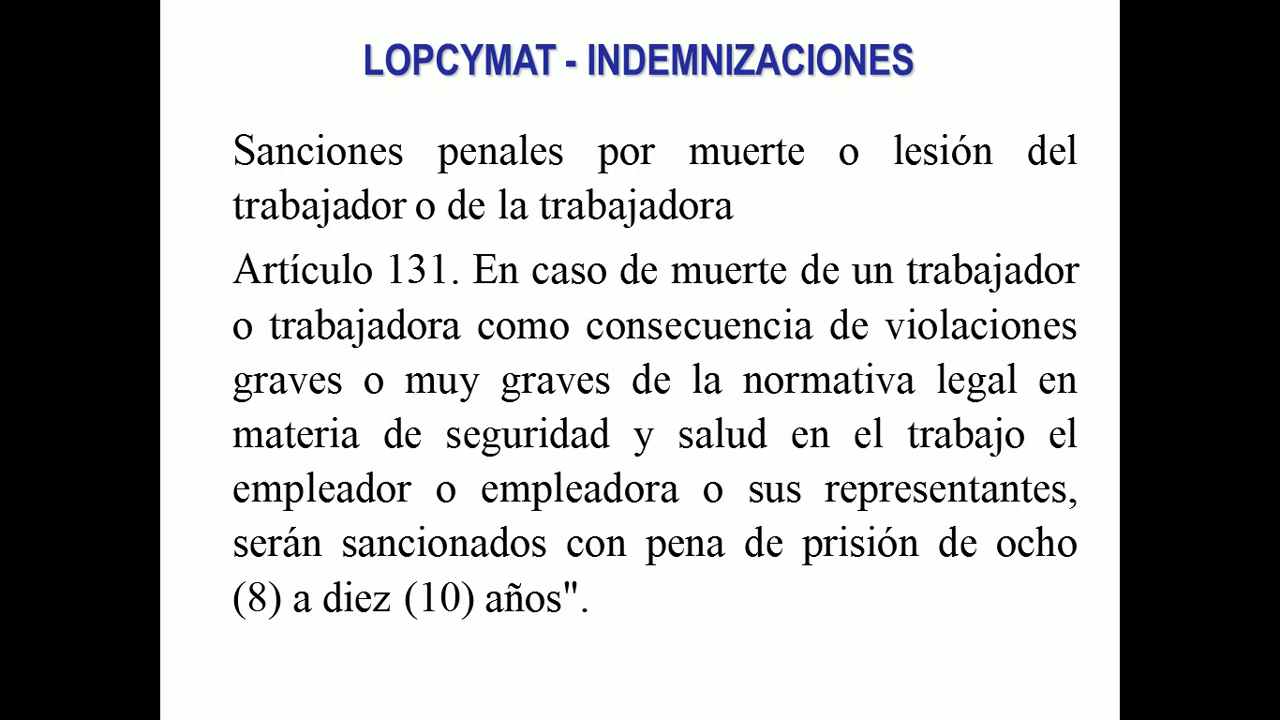 LOPCYMAT - INDEMNIZACIONES
Sanciones penales por muerte o lesión del
trabajador o de la trabajadora
Artículo 131. En caso de muerte de un trabajador
o trabajadora como consecuencia de violaciones
graves o muy graves de la normativa legal en
materia de seguridad y salud en el trabajo el
empleador o empleadora o sus representantes,
serán sancionados con pena de prisión de ocho
(8) a diez (10) años".